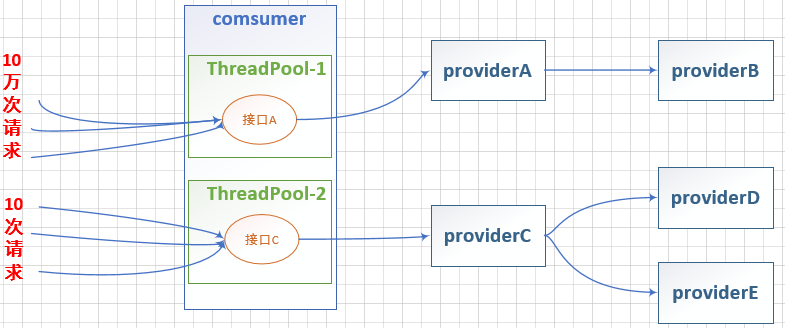 comsumer
10万次请求
ThreadPool-1
接口A
providerA
providerB
10次请求
ThreadPool-2
接口C
providerC
providerD
providerE